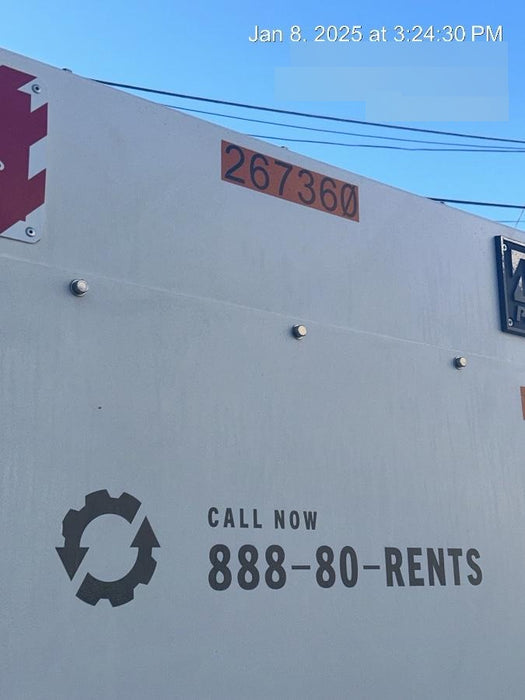 Jan 8, 2025 at 3:24:30 PM
267360
CALL NOW
888-80-RENTS